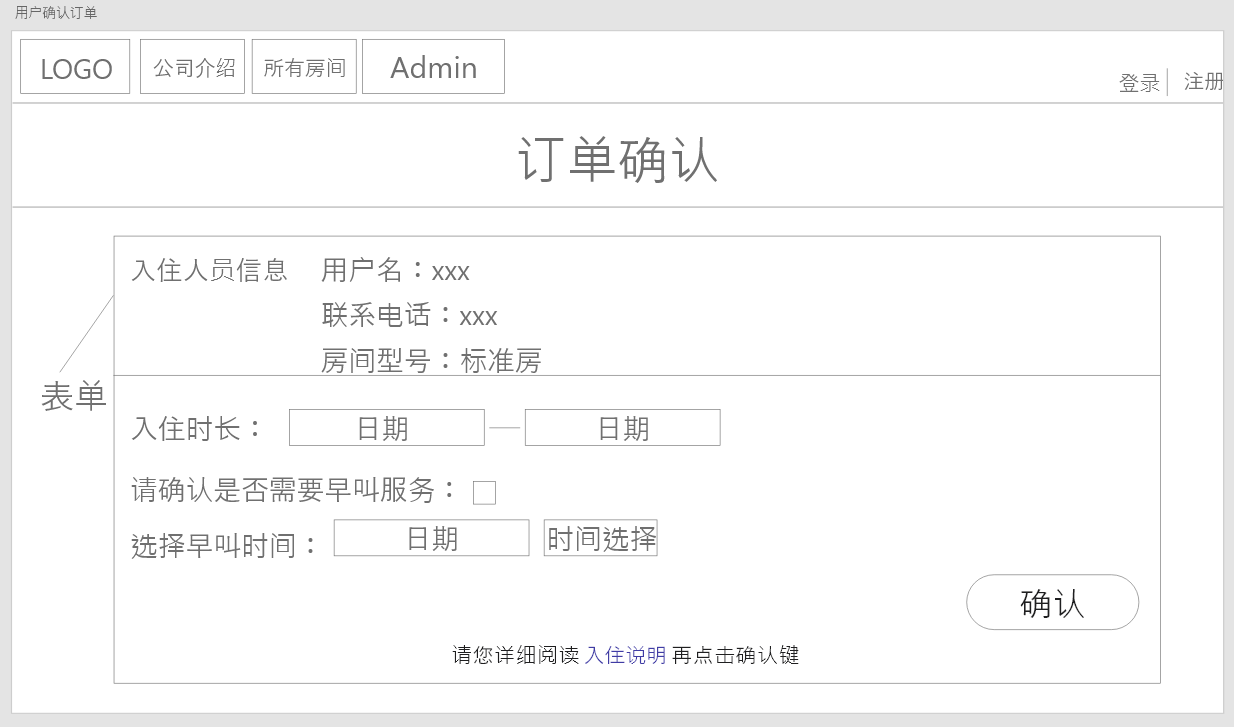 用户确认订单
LOGO 公司介绍 所有房间 Admin
登录 注册
订单确认
入住人员信息 用户名：xxx
联系电话：xxx
房间型号：标准房
表单
入住时长： 日期 — 日期
请确认是否需要早叫服务：
选择早叫时间： 日期 时间选择
确认
请您详细阅读 入住说明 再点击确认键